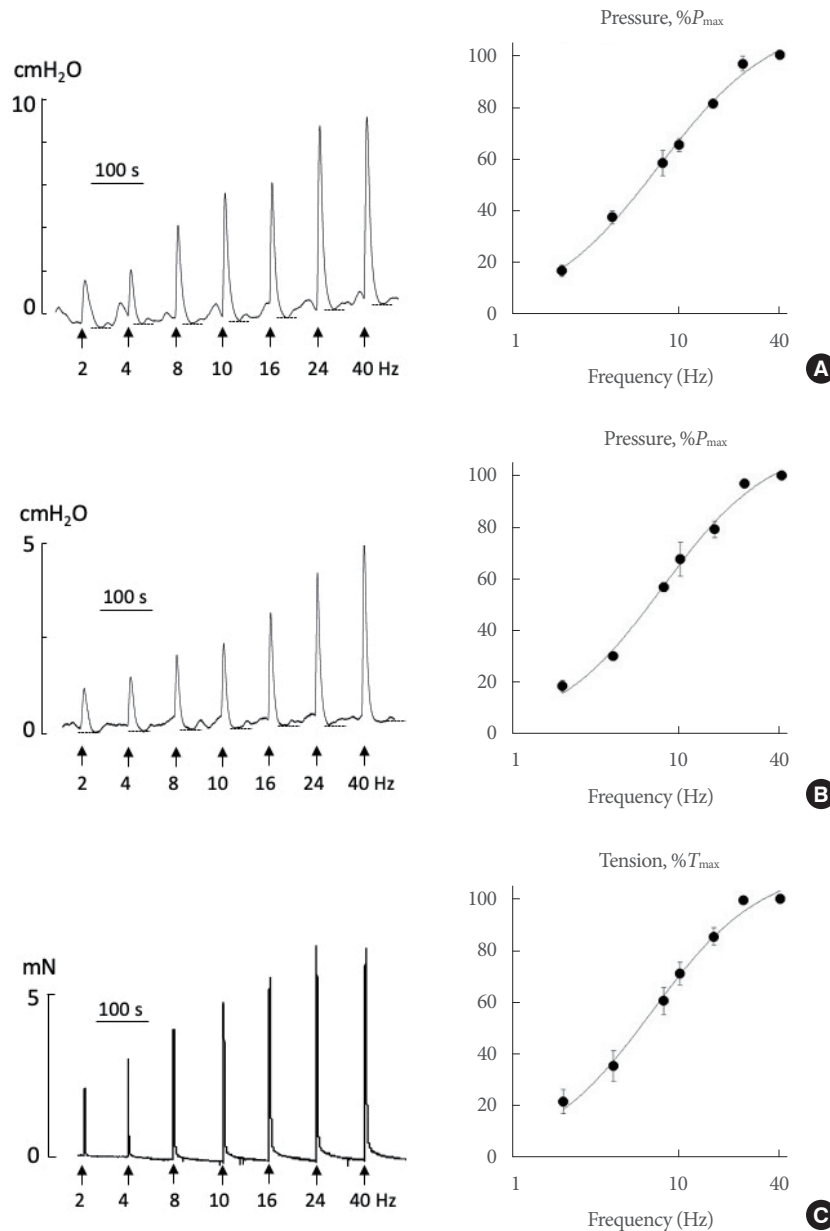 cmH₂O
10
100 s
0
2 4 8 10 16 24 40 Hz
Pressure, %Pmax
100
80
60
40
20
0
1 10 40
Frequency (Hz)
A
cmH₂O
5
100 s
0
2 4 8 10 16 24 40 Hz
Pressure, %Pmax
100
80
60
40
20
0
1 10 40
Frequency (Hz)
B
mN
5
100 s
0
2 4 8 10 16 24 40 Hz
Tension, %Tmax
100
80
60
40
20
0
1 10 40
Frequency (Hz)
C